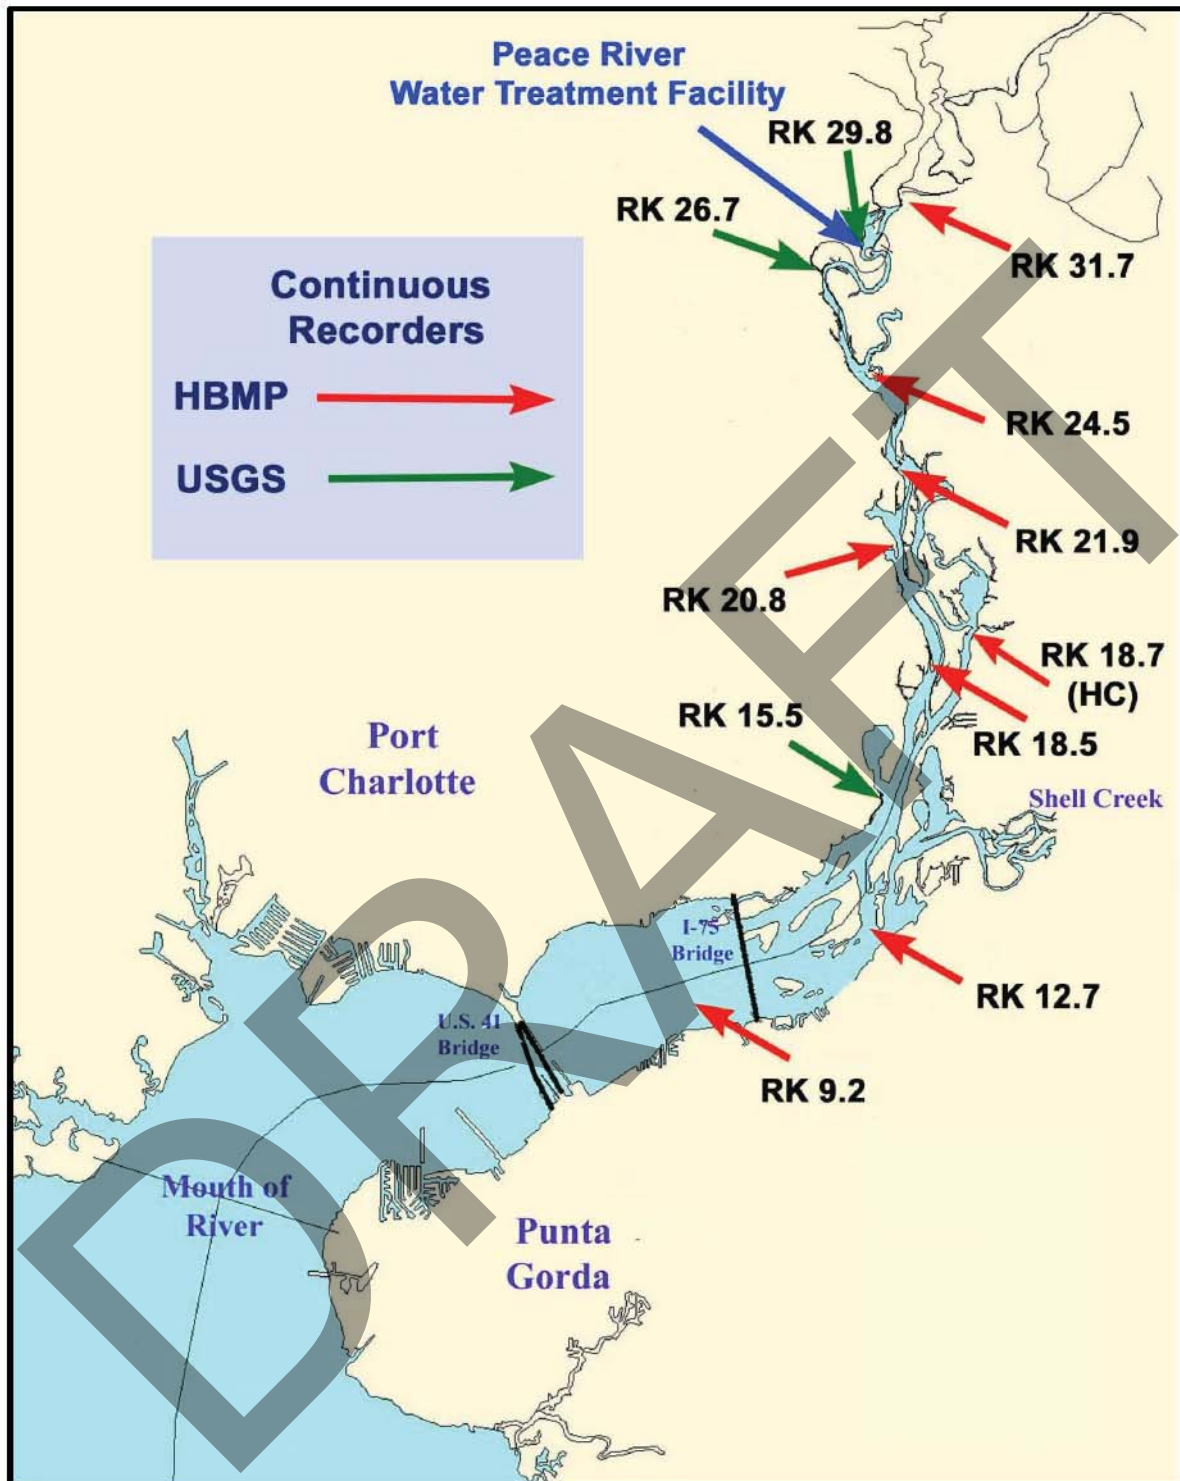 Peace River
Water Treatment Facility
RK 29.8
RK 26.7
RK 31.7
Continuous
Recorders
HBMP
USGS
RK 24.5
RK 21.9
RK 20.8
RK 18.7
(HC)
RK 18.5
RK 15.5
Port
Charlotte
Shell Creek
I-75
Bridge
RK 12.7
U.S. 41
Bridge
RK 9.2
Mouth of
River
Punta
Gorda
DRAFT